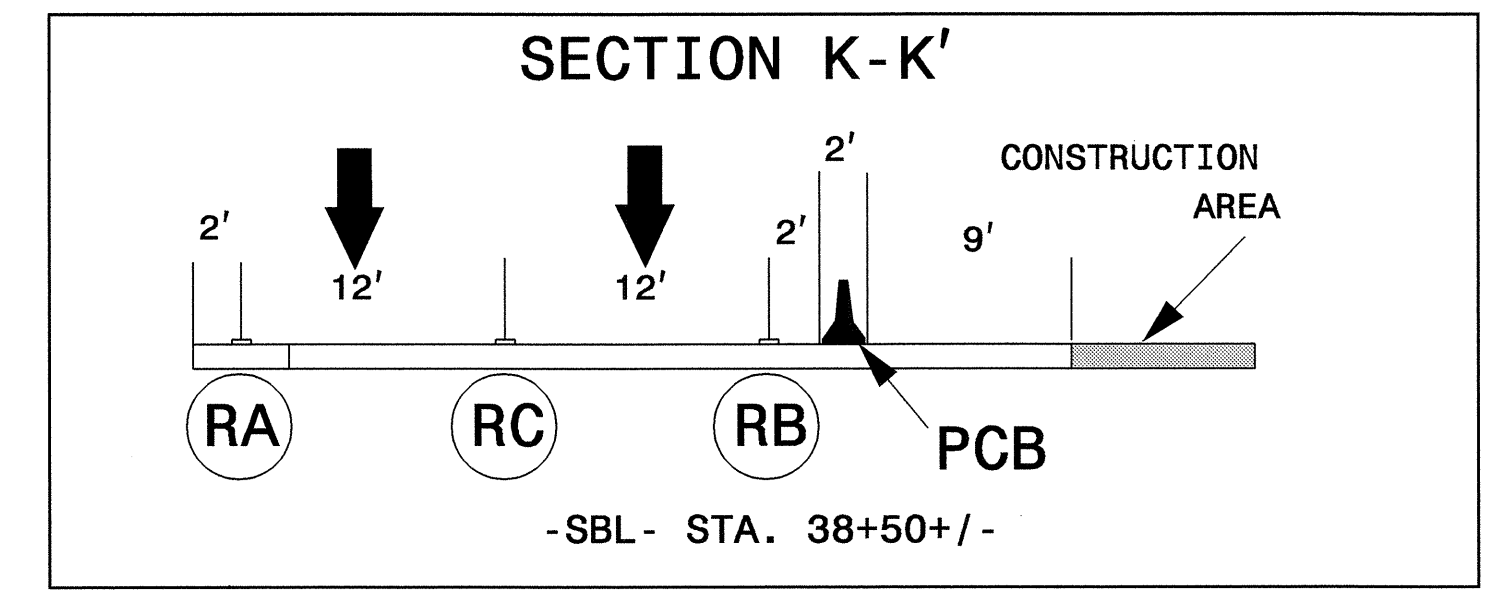 SECTION K-K'
2'
CONSTRUCTION
AREA
2'
2'
9'
12'
12'
RA
RC
RB
PCB
-SBL- STA. 38+50+/-